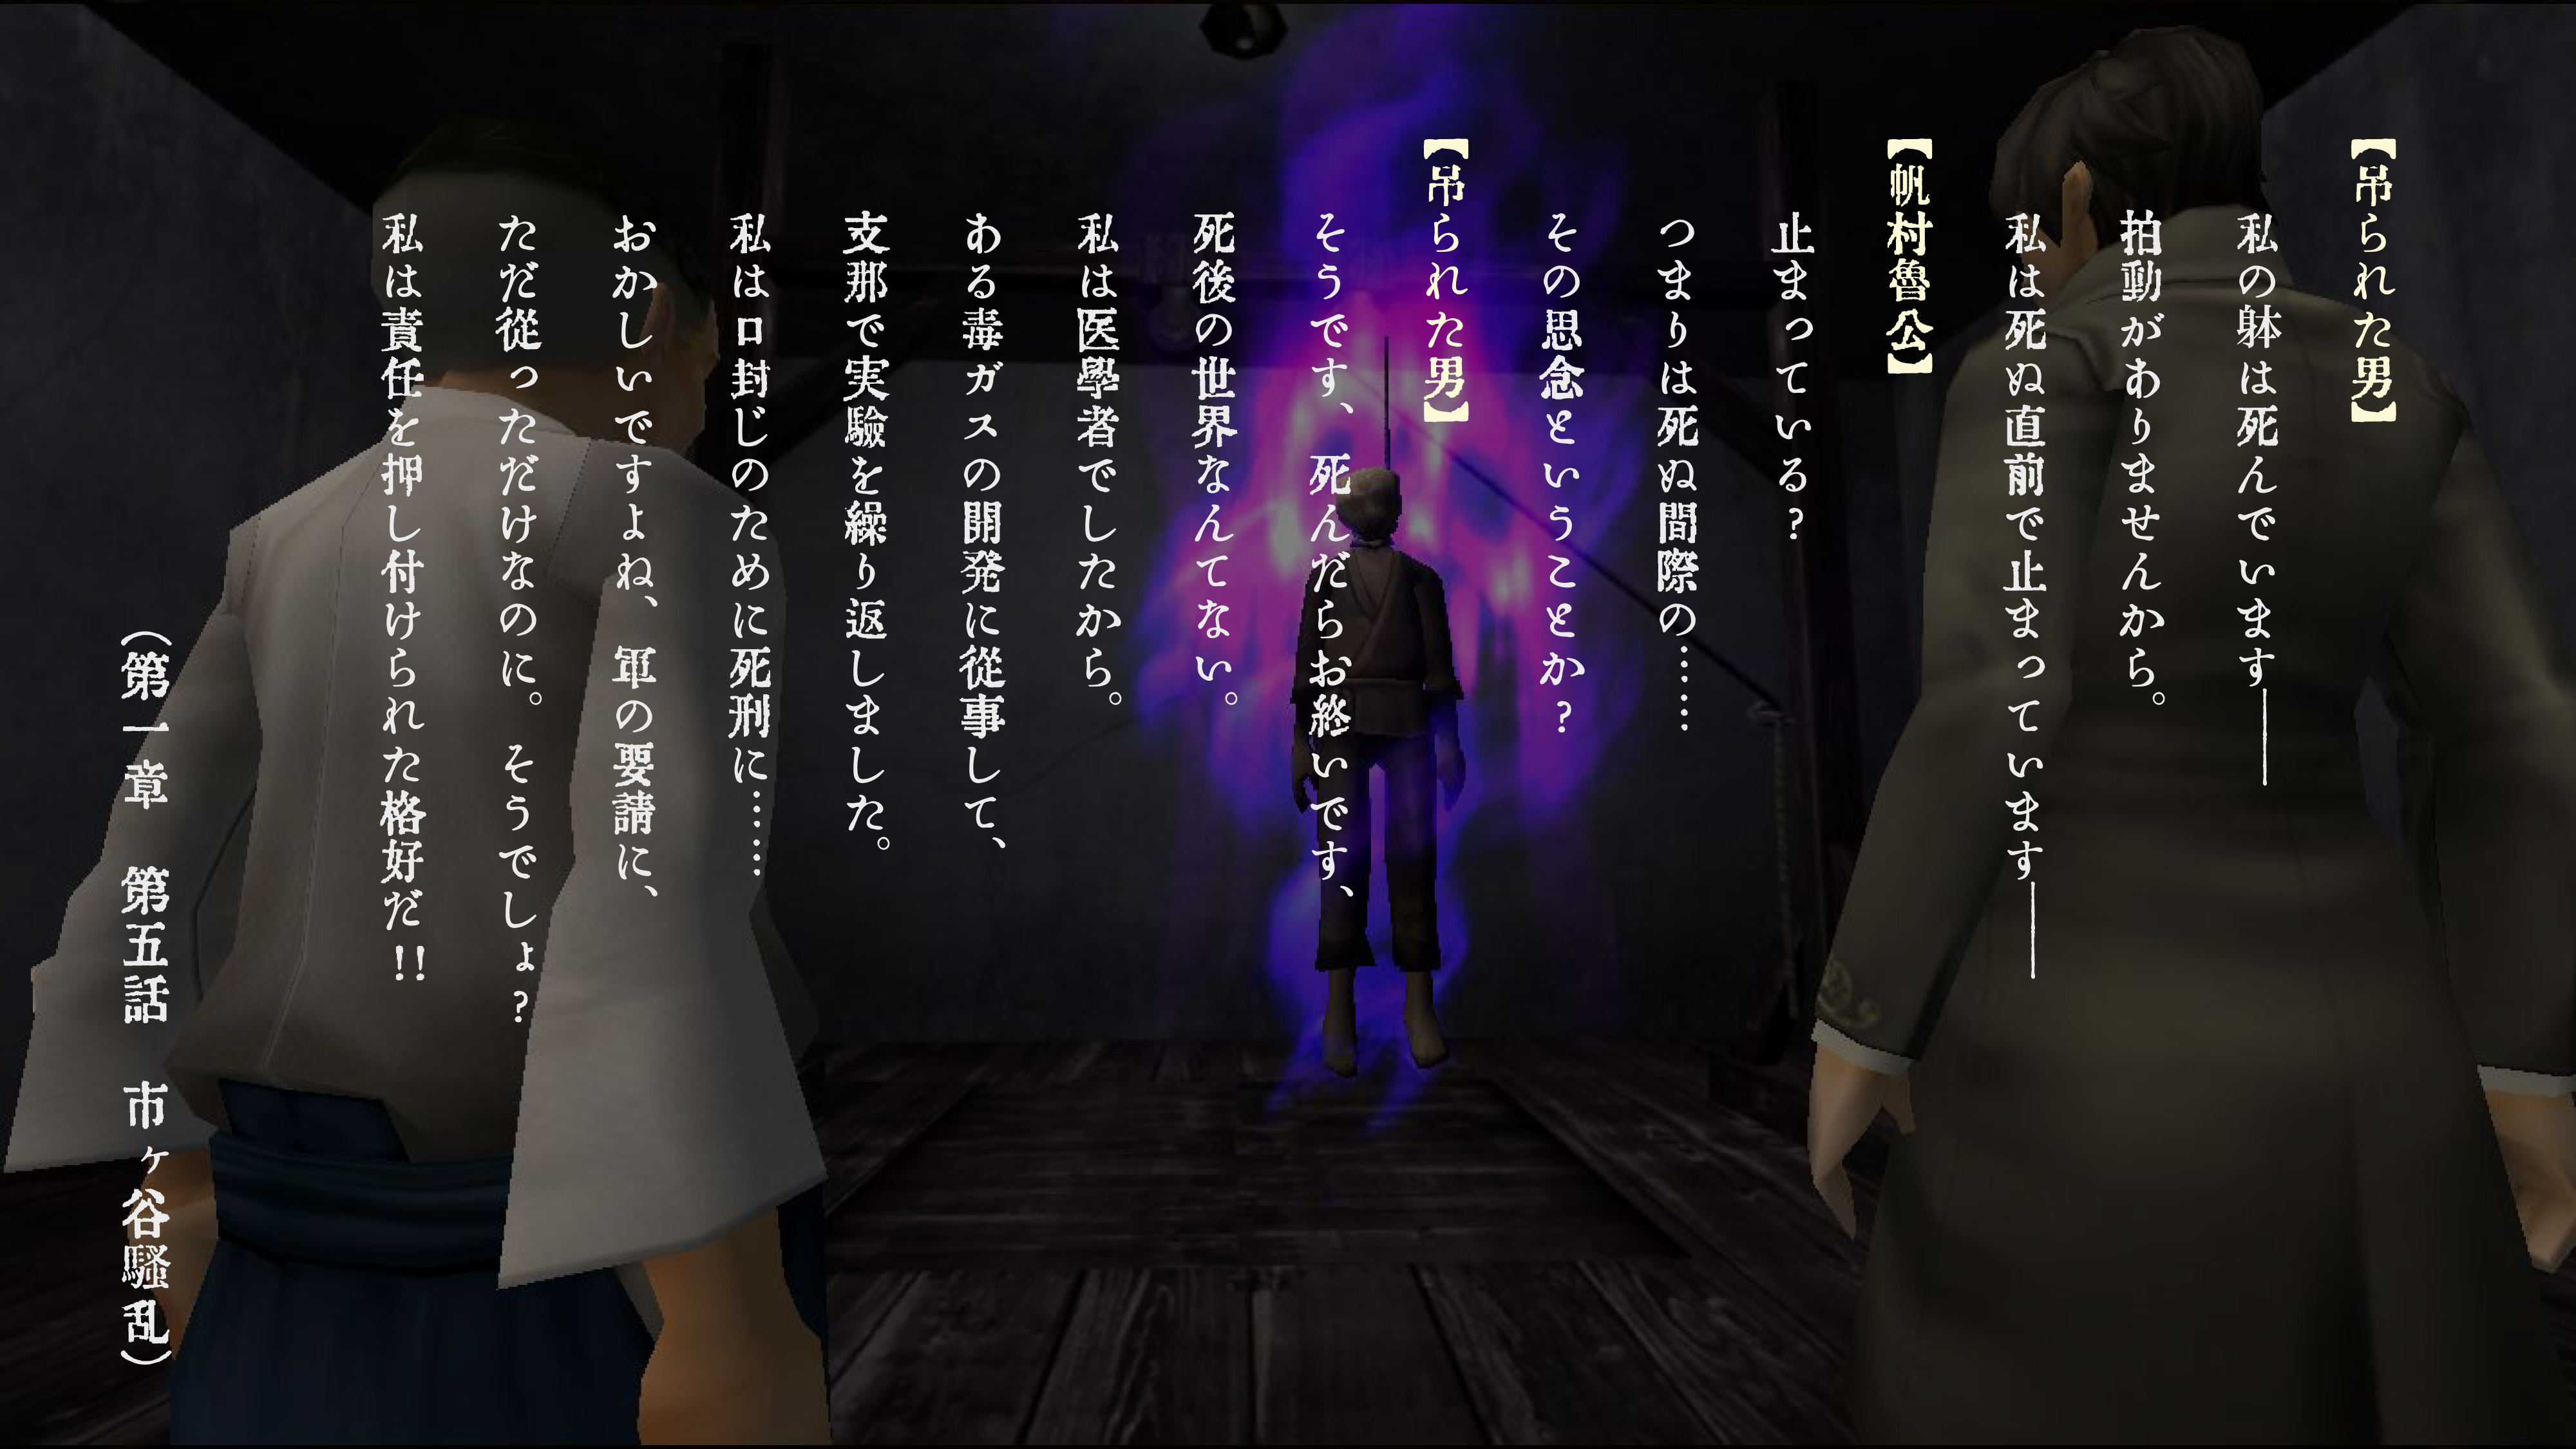 【吊られた男】
私の躰は死んでいます――
拍動がありませんから。
私は死ぬ直前で止まっています――
【帆村魯公】
止まっている？
つまりは死ぬ間際の……
その思念ということか？
【吊られた男】
そうです、死んだらお終いです、
死後の世界なんてない。
私は医學者でしたから。
ある毒ガスの開発に従事して、
支那で実驗を繰り返しました。
私は口封じのために死刑に……
おかしいですよね、軍の要請に、
ただ従っただけなのに。そうでしょ？
私は責任を押し付けられた格好だ!!
（第一章　第五話　市ヶ谷騒乱）